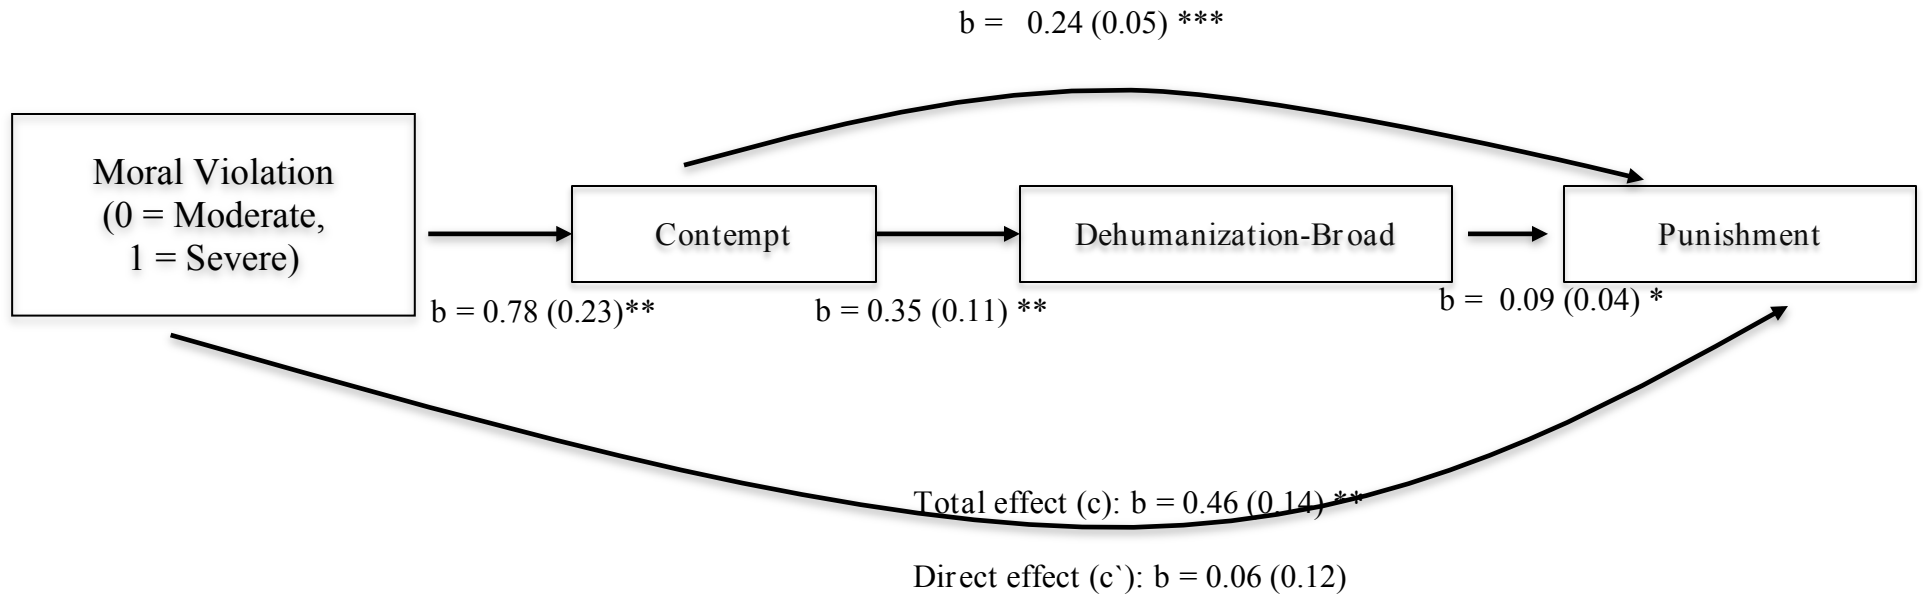 b = 0.24 (0.05) ***
Moral Violation
(0 = Moderate,
1 = Severe)
Contempt
Dehumanization-Broad
Punishment
b = 0.78 (0.23)**
b = 0.35 (0.11) **
b = 0.09 (0.04) *
Total effect (c): b = 0.46 (0.14) **
Direct effect (c`): b = 0.06 (0.12)